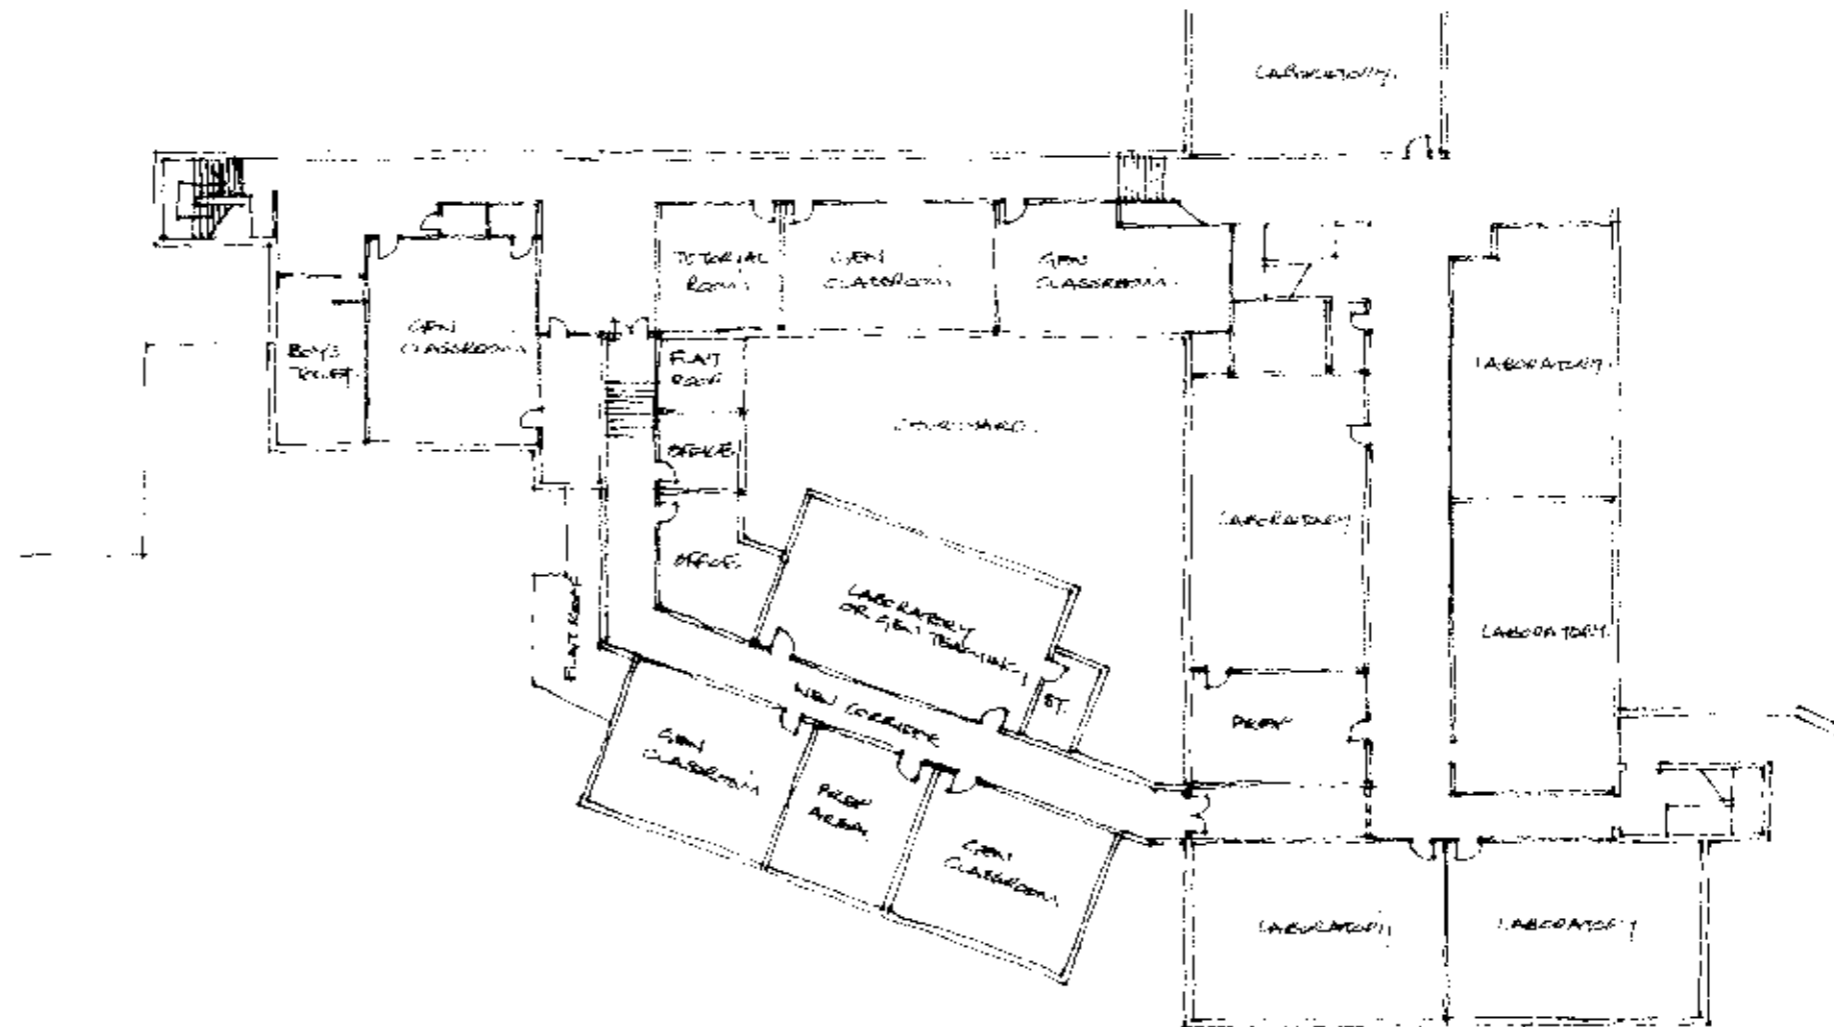 LABORATORY.
TUTORIAL
ROOM.
GEN
CLASSROOM.
GEN
CLASSROOM.
GEN
CLASSROOM.
BOYS
TOILET.
FLAT
ROOF
LABORATORY.
COURTYARD.
OFFICE.
LABORATORY
OFFICE.
LABORATORY
OR GEN TEACHING
FLAT ROOF
LABORATORY.
ST.
NEW CORRIDOR
PREP
GEN
CLASSROOM
PREP
AREA.
GEN
CLASSROOM
LABORATORY
LABORATORY